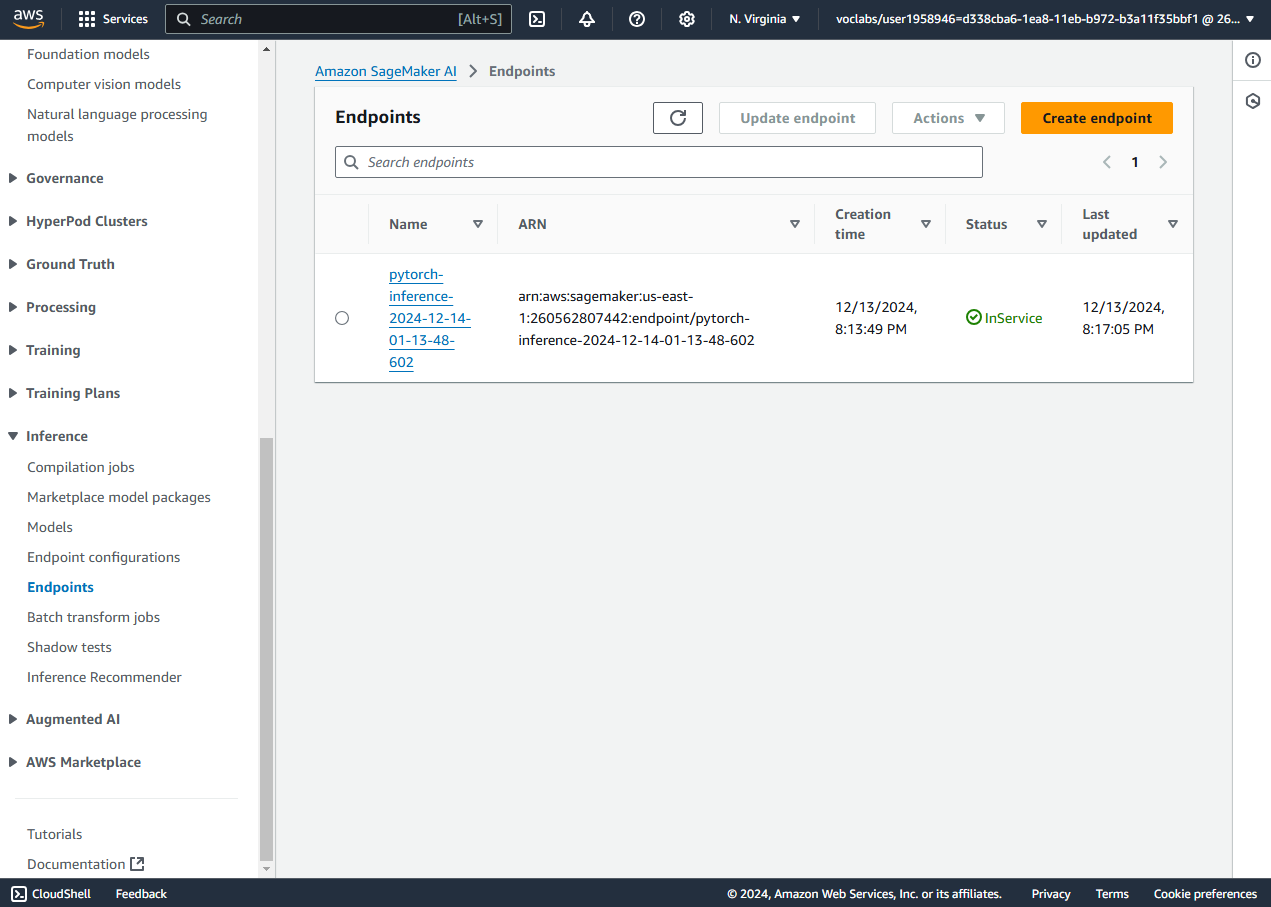 aws
Services
Search
[Alt+S]
N. Virginia
voclabs/user1958946=d338cba6-1ea8-11eb-b972-b3a11f35bbf1 @ 26...
Foundation models
Computer vision models
Natural language processing
models
Governance
HyperPod Clusters
Ground Truth
Processing
Training
Training Plans
Inference
Compilation jobs
Marketplace model packages
Models
Endpoint configurations
Endpoints
Batch transform jobs
Shadow tests
Inference Recommender
Augmented AI
AWS Marketplace
Tutorials
Documentation
Amazon SageMaker AI
Endpoints
Endpoints
Update endpoint
Actions
Create endpoint
Search endpoints
1
Name
ARN
Creation
time
Status
Last
updated
pytorch-
inference-
2024-12-14-
01-13-48-
602
arn:aws:sagemaker:us-east-
1:260562807442:endpoint/pytorch-
inference-2024-12-14-01-13-48-602
12/13/2024,
8:13:49 PM
InService
12/13/2024,
8:17:05 PM
CloudShell
Feedback
© 2024, Amazon Web Services, Inc. or its affiliates.
Privacy
Terms
Cookie preferences